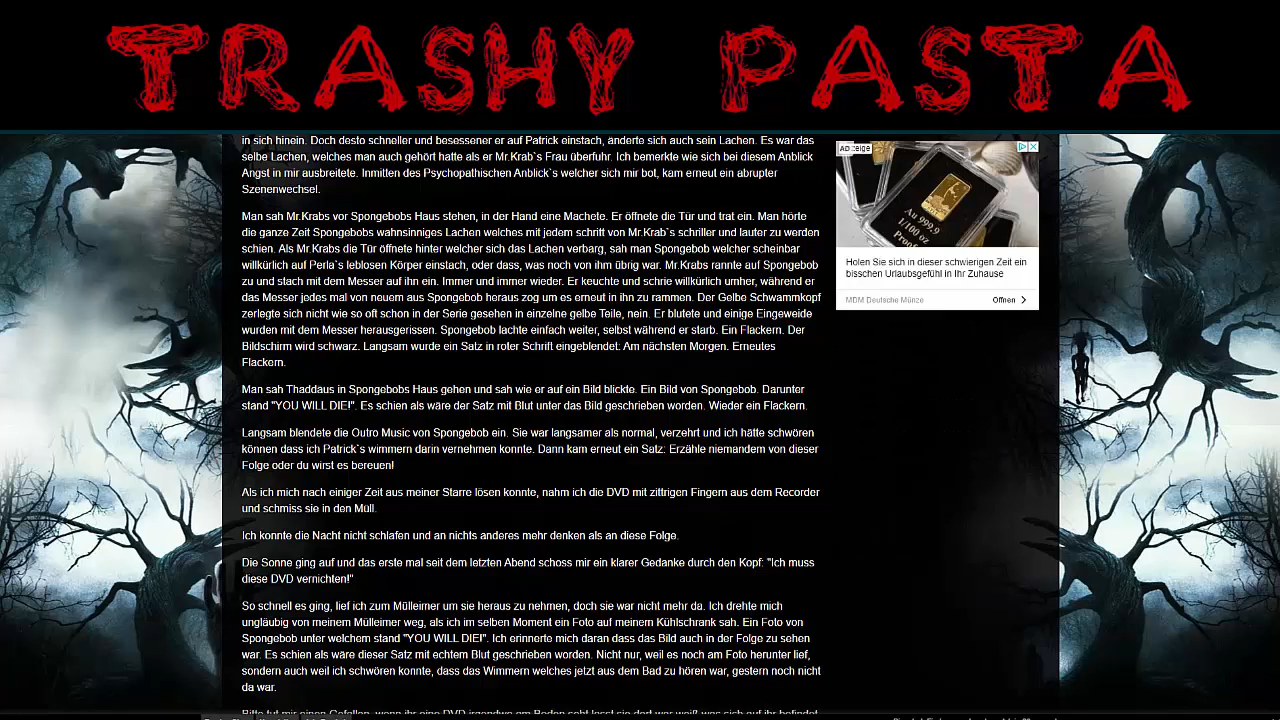 TRASHY PASTA
in sich hinein. Doch desto schneller und besessener er auf Patrick einstach, änderte sich auch sein Lachen. Es war das
selbe Lachen, welches man auch gehört hatte als er Mr.Krab`s Frau überfuhr. Ich bemerkte wie sich bei diesem Anblick
Angst in mir ausbreitete. Inmitten des Psychopathischen Anblick`s welcher sich mir bot, kam erneut ein abrupter
Szenenwechsel.
Man sah Mr.Krabs vor Spongebobs Haus stehen, in der Hand eine Machete. Er öffnete die Tür und trat ein. Man hörte
die ganze Zeit Spongebobs wahnsinniges Lachen welches mit jedem schritt von Mr.Krab`s schriller und lauter zu werden
schien. Als Mr.Krabs die Tür öffnete hinter welcher sich das Lachen verbarg, sah man Spongebob welcher scheinbar
willkürlich auf Perla`s leblosen Körper einstach, oder dass, was noch von ihm übrig war. Mr.Krabs rannte auf Spongebob
zu und stach mit dem Messer auf ihn ein. Immer und immer wieder. Er keuchte und schrie willkürlich umher, während er
das Messer jedes mal von neuem aus Spongebob heraus zog um es erneut in ihn zu rammen. Der Gelbe Schwammkopf
zerlegte sich nicht wie so oft schon in der Serie gesehen in einzelne gelbe Teile, nein. Er blutete und einige Eingeweide
wurden mit dem Messer herausgerissen. Spongebob lachte einfach weiter, selbst während er starb. Ein Flackern. Der
Bildschirm wird schwarz. Langsam wurde ein Satz in roter Schrift eingeblendet: Am nächsten Morgen. Erneutes
Flackern.
Man sah Thaddäus in Spongebobs Haus gehen und sah wie er auf ein Bild blickte. Ein Bild von Spongebob. Darunter
stand "YOU WILL DIE!". Es schien als wäre der Satz mit Blut unter das Bild geschrieben worden. Wieder ein Flackern.
Langsam blendete die Outro Music von Spongebob ein. Sie war langsamer als normal, verzehrt und ich hätte schwören
können dass ich Patrick`s wimmern darin vernehmen konnte. Dann kam erneut ein Satz: Erzähle niemandem von dieser
Folge oder du wirst es bereuen!
Als ich mich nach einiger Zeit aus meiner Starre lösen konnte, nahm ich die DVD mit zittrigen Fingern aus dem Recorder
und schmiss sie in den Müll.
Ich konnte die Nacht nicht schlafen und an nichts anderes mehr denken als an diese Folge.
Die Sonne ging auf und das erste mal seit dem letzten Abend schoss mir ein klarer Gedanke durch den Kopf: "Ich muss
diese DVD vernichten!"
So schnell es ging, lief ich zum Mülleimer um sie heraus zu nehmen, doch sie war nicht mehr da. Ich drehte mich
ungläubig von meinem Mülleimer weg, als ich im selben Moment ein Foto auf meinem Kühlschrank sah. Ein Foto von
Spongebob unter welchem stand "YOU WILL DIE!". Ich erinnerte mich daran dass das Bild auch in der Folge zu sehen
war. Es schien als wäre dieser Satz mit echtem Blut geschrieben worden. Nicht nur, weil es noch am Foto herunter lief,
sondern auch weil ich schwören konnte, dass das Wimmern welches jetzt aus dem Bad zu hören war, gestern noch nicht
da war.
Au 999.9
1/100 oz
Holen Sie sich in dieser schwierigen Zeit ein
bisschen Urlaubsgefühl in Ihr Zuhause
MDM Deutsche Münze
Öffnen